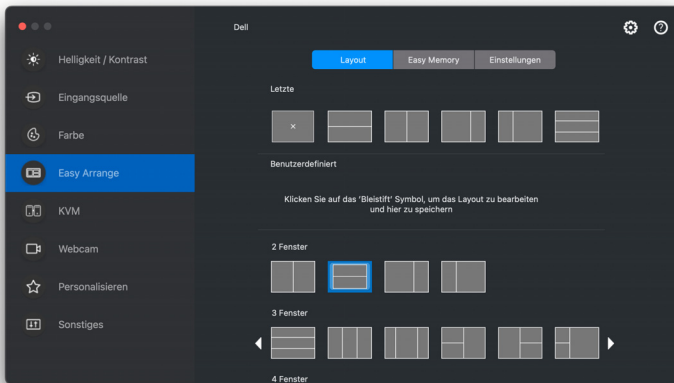 Dell
Helligkeit / Kontrast
Eingangsquelle
Farbe
Easy Arrange
KVM
Webcam
Personalisieren
Sonstiges
Layout
Easy Memory
Einstellungen
Letzte
Benutzerdefiniert
Klicken Sie auf das 'Bleistift' Symbol, um das Layout zu bearbeiten
und hier zu speichern
2 Fenster
3 Fenster
4 Fenster